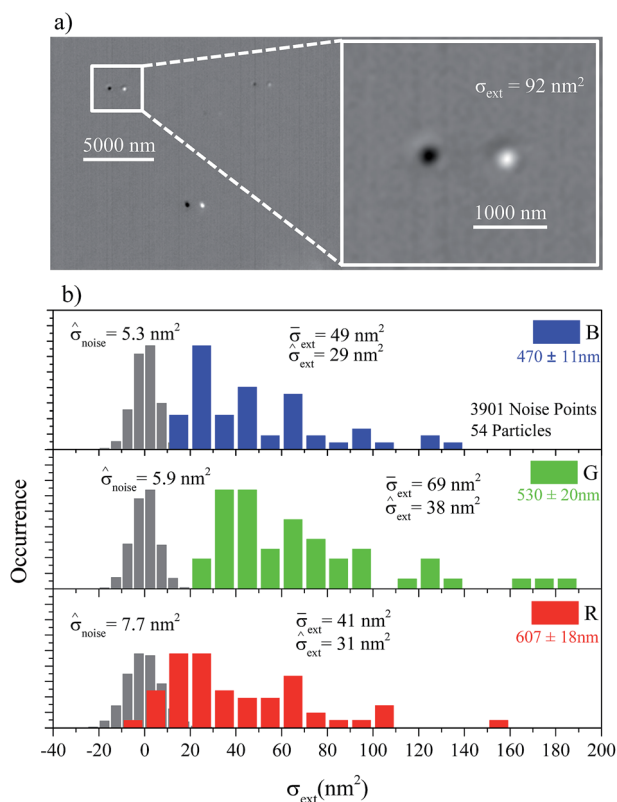 a)
σext = 92 nm²
5000 nm
1000 nm
b)
σ̂noise = 5.3 nm²
σ̄ext = 49 nm²
σ̂ext = 29 nm²
B
470 ± 11nm
3901 Noise Points
54 Particles
σ̂noise = 5.9 nm²
σ̄ext = 69 nm²
σ̂ext = 38 nm²
G
530 ± 20nm
Occurrence
σ̂noise = 7.7 nm²
σ̄ext = 41 nm²
σ̂ext = 31 nm²
R
607 ± 18nm
-40 -20 0 20 40 60 80 100 120 140 160 180 200
σext(nm²)